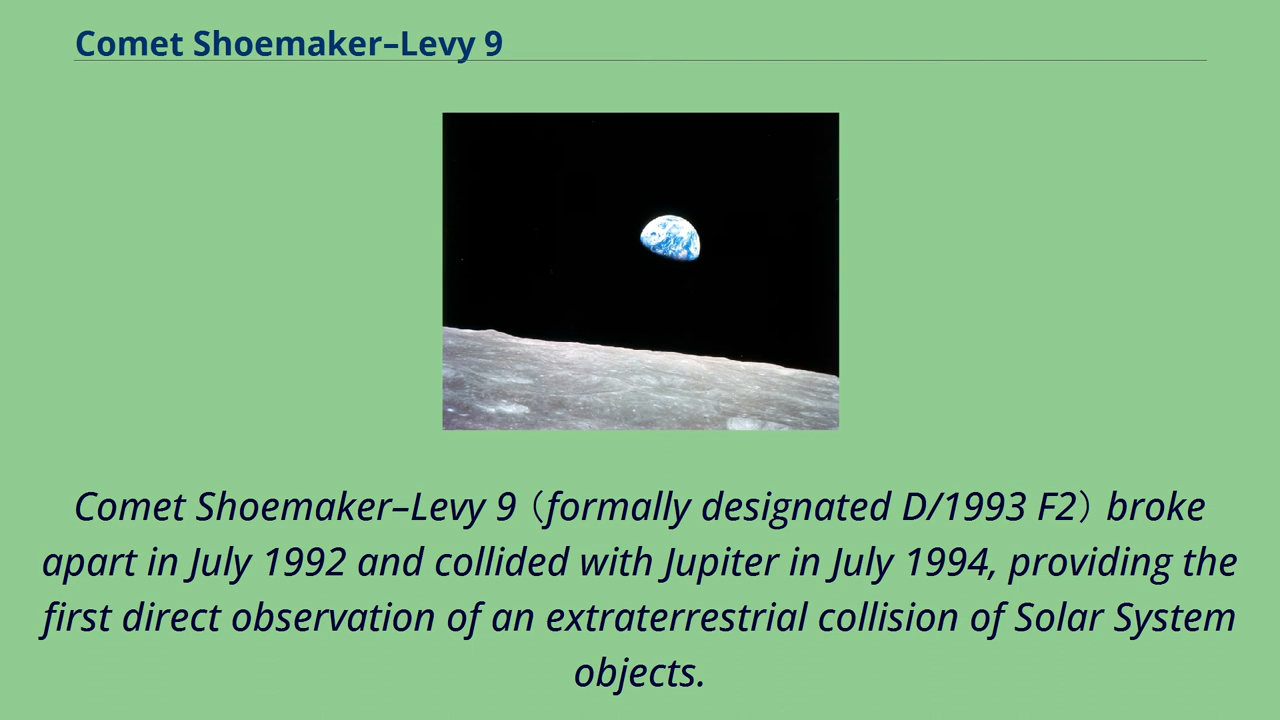 Comet Shoemaker–Levy 9
Comet Shoemaker–Levy 9（formally designated D/1993 F2）broke
apart in July 1992 and collided with Jupiter in July 1994, providing the
first direct observation of an extraterrestrial collision of Solar System
objects.